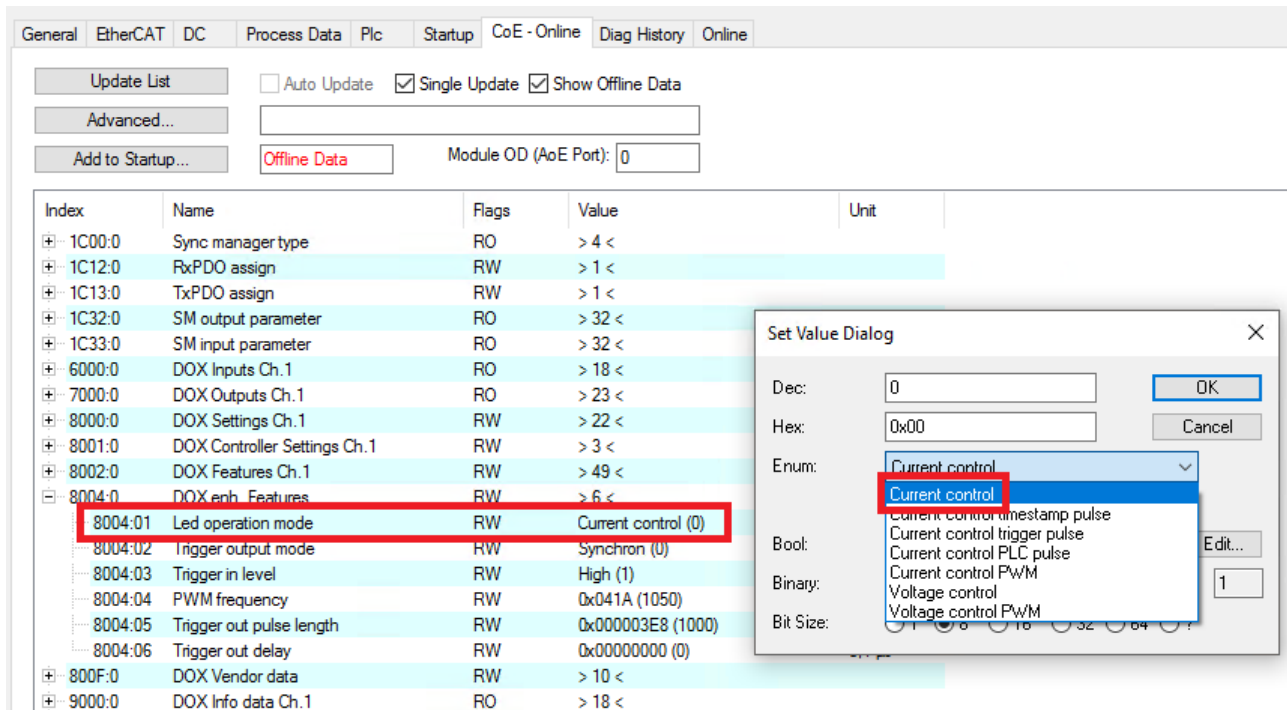 General EtherCAT DC Process Data Plc Startup CoE - Online Diag History Online
Update List Auto Update Single Update Show Offline Data
Advanced...
Add to Startup... Offline Data Module OD (AoE Port): 0
Index Name Flags Value Unit
1C00:0 Sync manager type RO > 4 <
1C12:0 RxPDO assign RW > 1 <
1C13:0 TxPDO assign RW > 1 <
1C32:0 SM output parameter RO > 32 <
1C33:0 SM input parameter RO > 32 <
6000:0 DOX Inputs Ch.1 RO > 18 <
7000:0 DOX Outputs Ch.1 RO > 23 <
8000:0 DOX Settings Ch.1 RW > 22 <
8001:0 DOX Controller Settings Ch.1 RW > 3 <
8002:0 DOX Features Ch.1 RW > 49 <
8004:0 DOX enh. Features RW > 6 <
8004:01 Led operation mode RW Current control (0)
8004:02 Trigger output mode RW Synchron (0)
8004:03 Trigger in level RW High (1)
8004:04 PWM frequency RW 0x041A (1050)
8004:05 Trigger out pulse length RW 0x000003E8 (1000)
8004:06 Trigger out delay RW 0x00000000 (0)
800F:0 DOX Vendor data RW > 10 <
9000:0 DOX Info data Ch.1 RO > 18 <
Set Value Dialog
Dec: 0 OK
Hex: 0x00 Cancel
Enum: Current control
Current control
Current control timestamp pulse
Current control trigger pulse
Current control PLC pulse
Current control PWM
Voltage control
Voltage control PWM
Bool: Edit...
Binary: 1
Bit Size: 1 8 16 32 64 ?